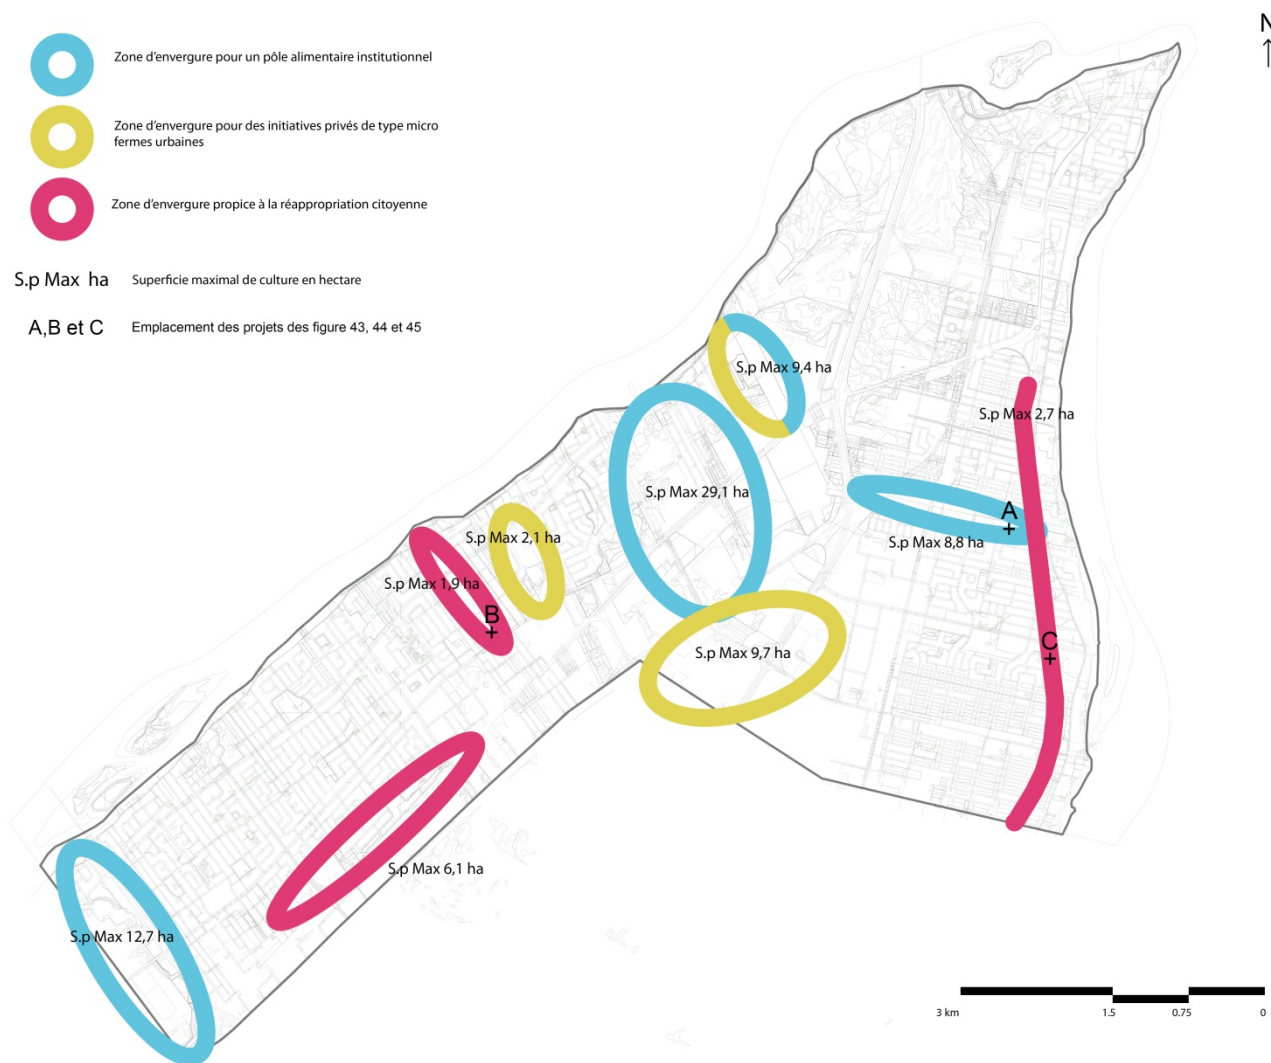 N
Zone d'envergure pour un pôle alimentaire institutionnel
Zone d'envergure pour des initiatives privés de type micro
fermes urbaines
Zone d'envergure propice à la réappropriation citoyenne
S.p Max ha Superficie maximal de culture en hectare
A,B et C Emplacement des projets des figure 43, 44 et 45
S.p Max 9,4 ha
S.p Max 2,7 ha
S.p Max 29,1 ha
A
S.p Max 2,1 ha
S.p Max 8,8 ha
S.p Max 1,9 ha
B
C
S.p Max 9,7 ha
S.p Max 6,1 ha
S.p Max 12,7 ha
3 km 1.5 0.75 0